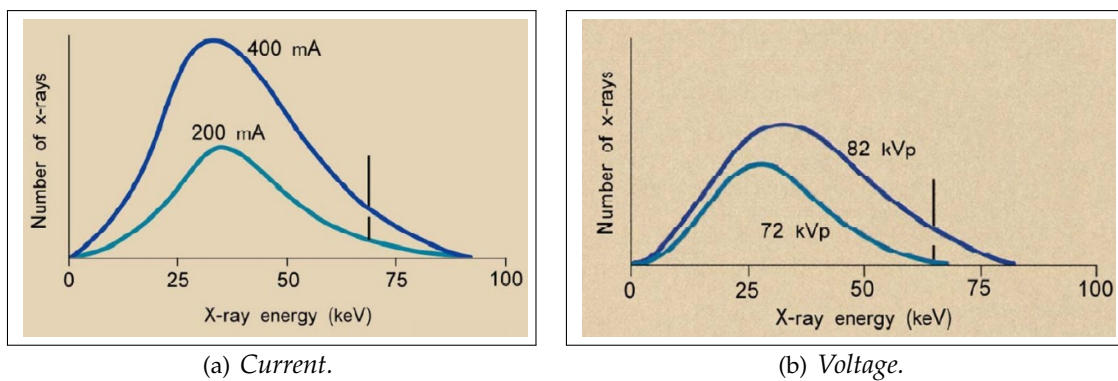 Number of x-rays
400 mA
200 mA
0 25 50 75 100
X-ray energy (keV)
(a) Current.
Number of x-rays
82 kVp
72 kVp
0 25 50 75 100
X-ray energy (keV)
(b) Voltage.